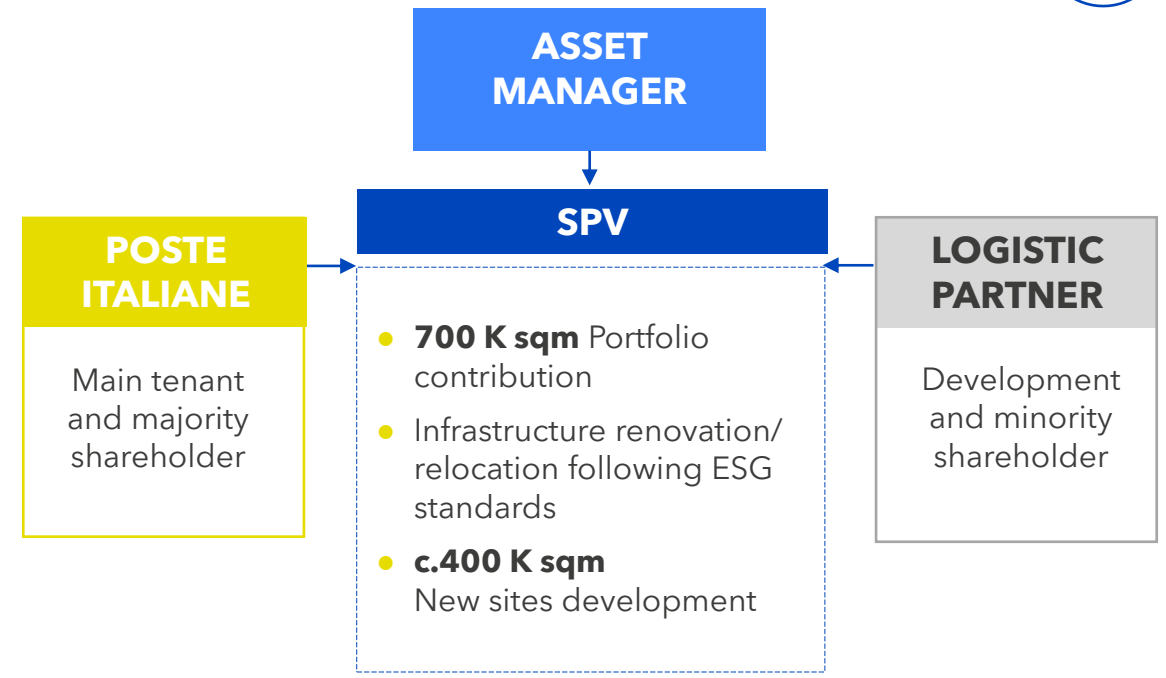 ASSET
MANAGER
SPV
POSTE
ITALIANE
Main tenant
and majority
shareholder
● 700 K sqm Portfolio
contribution
● Infrastructure renovation/
relocation following ESG
standards
● c.400 K sqm
New sites development
LOGISTIC
PARTNER
Development
and minority
shareholder